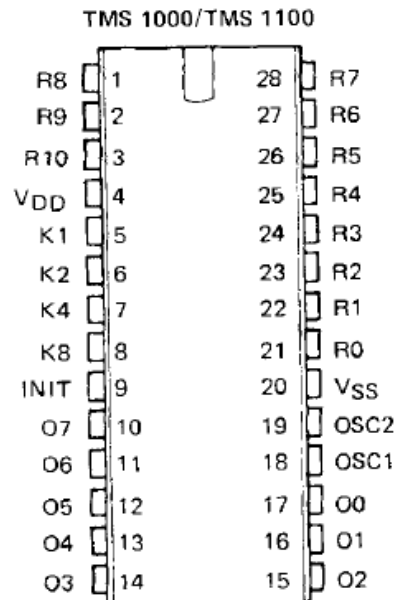 TMS 1000/TMS 1100
R8 1 28 R7
R9 2 27 R6
R10 3 26 R5
VDD 4 25 R4
K1 5 24 R3
K2 6 23 R2
K4 7 22 R1
K8 8 21 R0
INIT 9 20 VSS
O7 10 19 OSC2
O6 11 18 OSC1
O5 12 17 O0
O4 13 16 O1
O3 14 15 O2